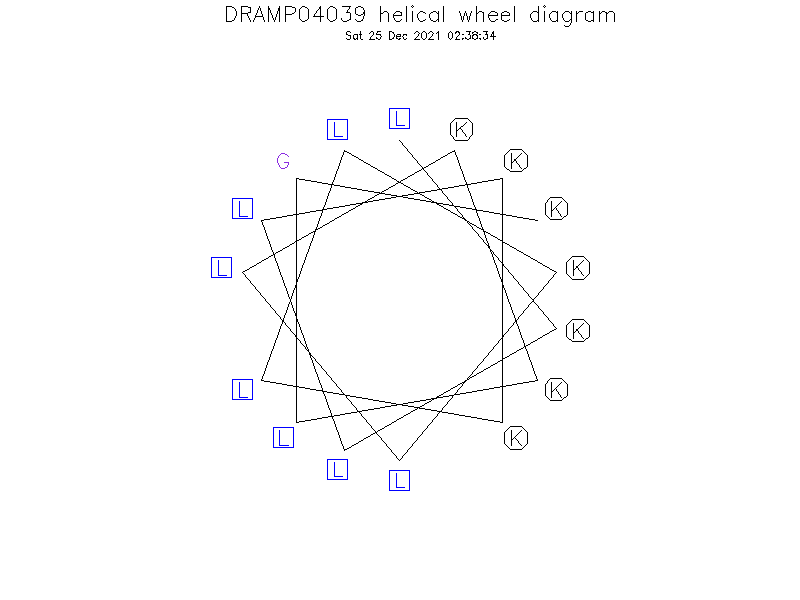 DRAMP04039 helical wheel diagram
Sat 25 Dec 2021 02:38:34
L
L K
G K
L K
L K
K
L K
L K
L
L